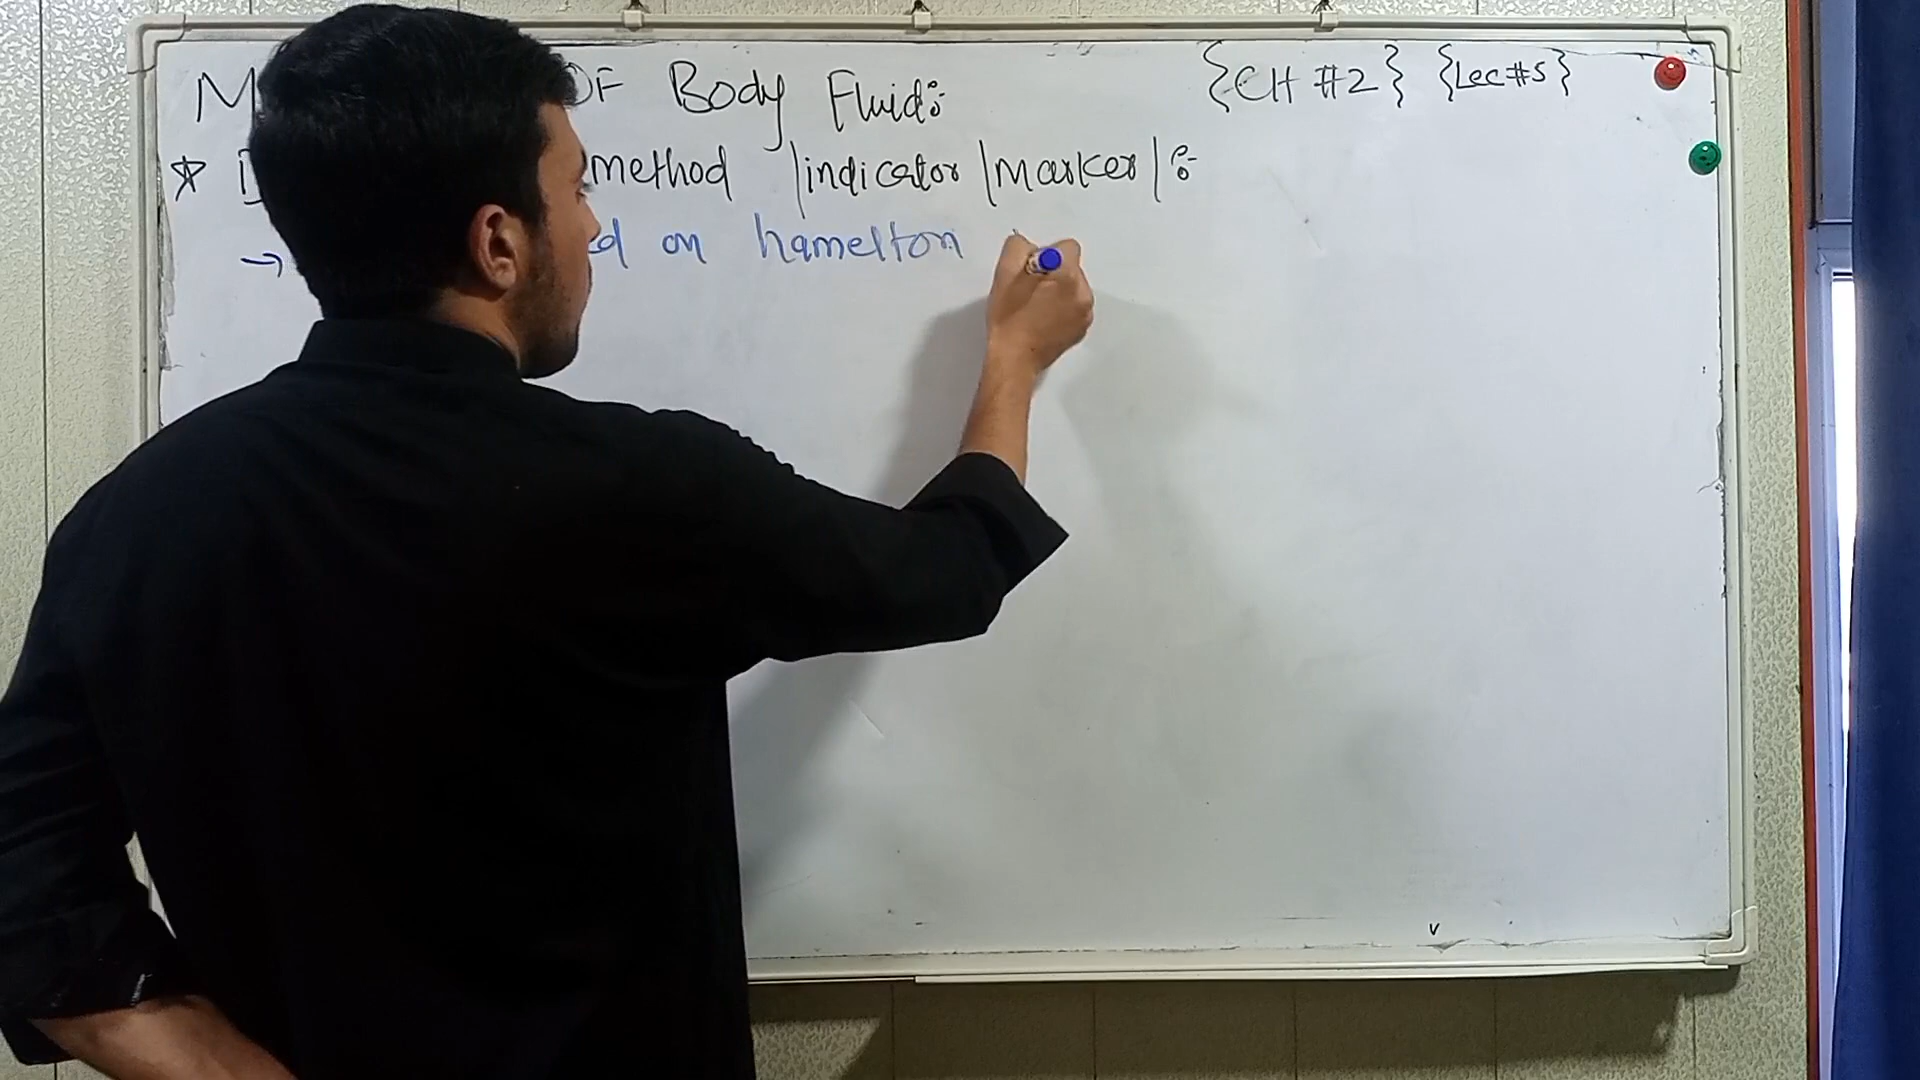 OF Body Fluid:- {CH #2} {Lec#5}
method |indicator |marker|:-
→ on hamelton